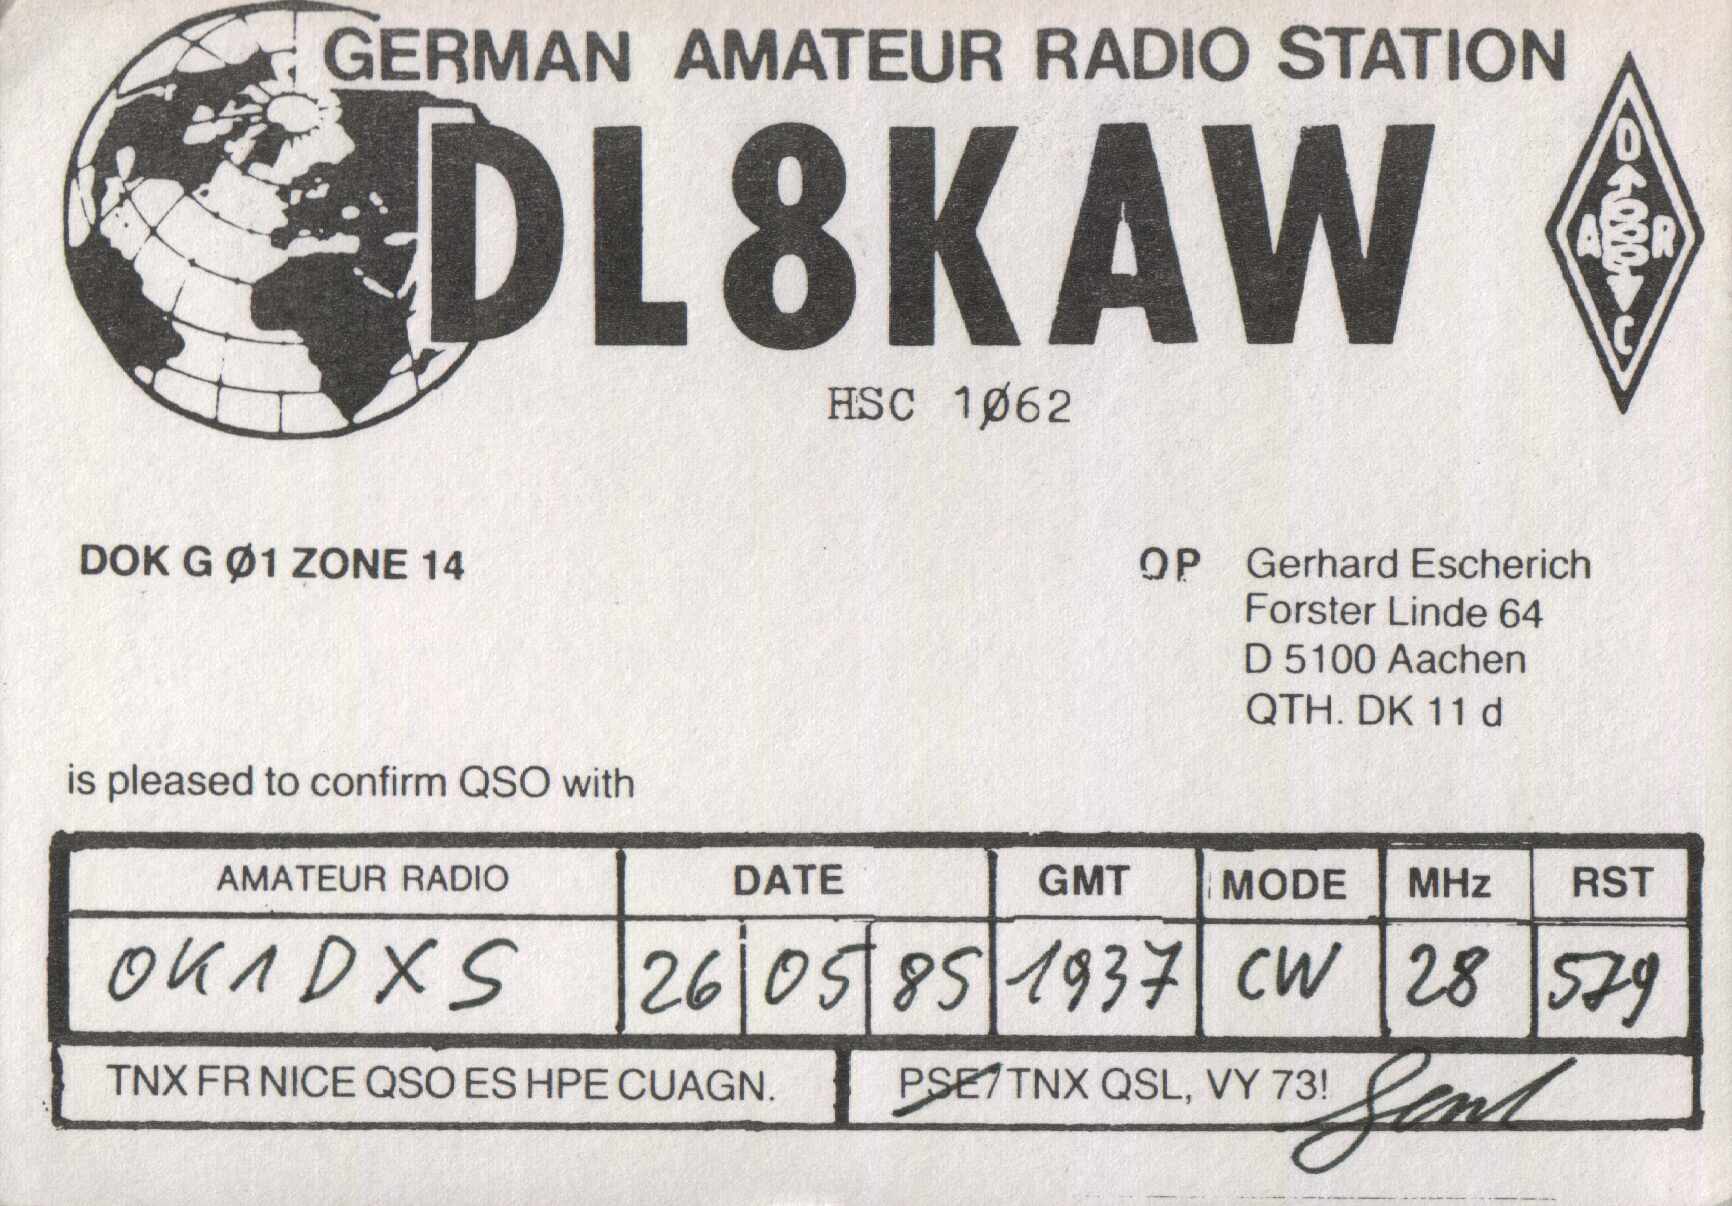 GERMAN AMATEUR RADIO STATION
DL8KAW
D
A R
C
HSC 1Ø62
DOK G Ø1 ZONE 14
OP Gerhard Escherich
Forster Linde 64
D 5100 Aachen
QTH. DK 11 d
is pleased to confirm QSO with
AMATEUR RADIO DATE GMT MODE MHz RST
OK1DXS 26 05 85 1937 CW 28 579
TNX FR NICE QSO ES HPE CUAGN. PSE/TNX QSL, VY 73!